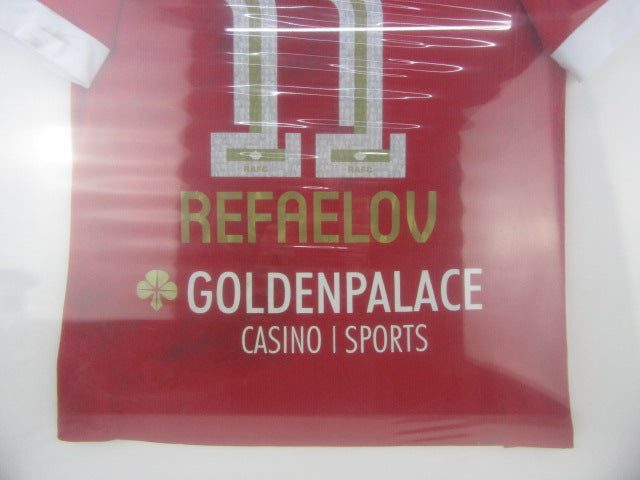 11
RAFC RAFC
REFAELOV
GOLDENPALACE
CASINO | SPORTS